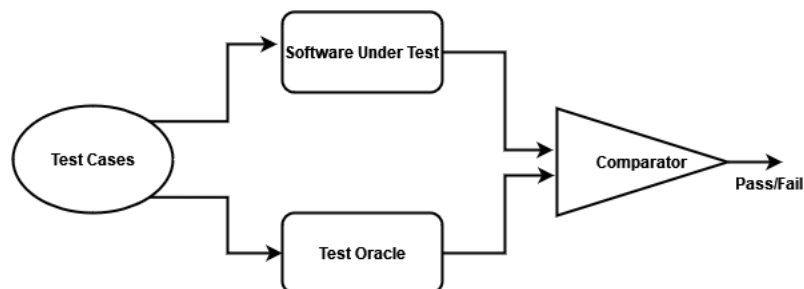 Software Under Test
Test Cases
Comparator
Pass/Fail
Test Oracle